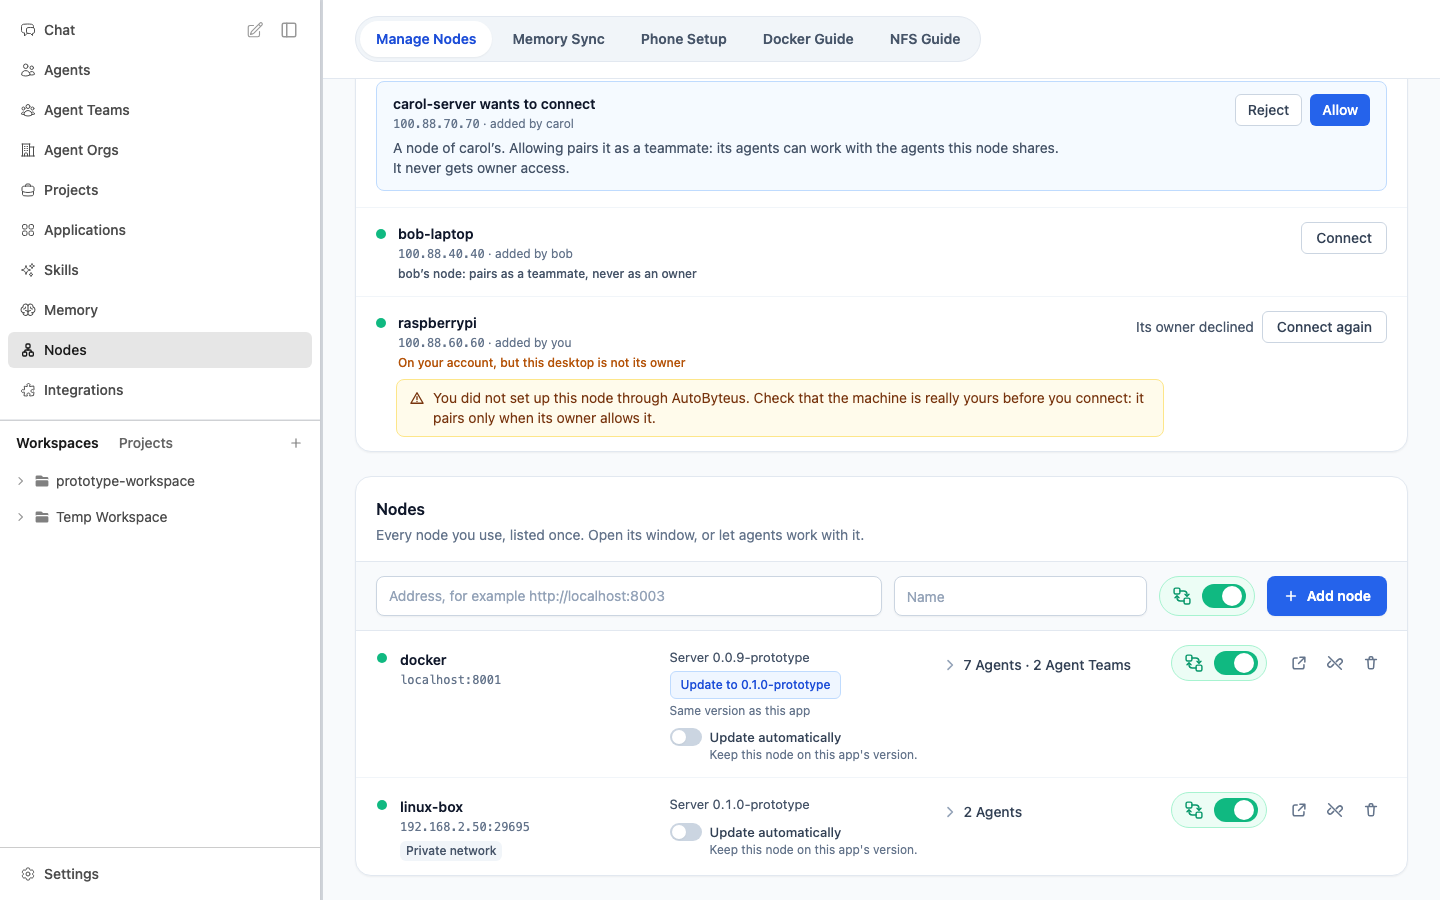 Chat
Agents
Agent Teams
Agent Orgs
Projects
Applications
Skills
Memory
Nodes
Integrations
Workspaces Projects
prototype-workspace
Temp Workspace
Settings
Manage Nodes Memory Sync Phone Setup Docker Guide NFS Guide
carol-server wants to connect
100.88.70.70 · added by carol
A node of carol’s. Allowing pairs it as a teammate: its agents can work with the agents this node shares.
It never gets owner access.
Reject Allow
bob-laptop
100.88.40.40 · added by bob
bob’s node: pairs as a teammate, never as an owner
Connect
raspberrypi
100.88.60.60 · added by you
On your account, but this desktop is not its owner
Its owner declined Connect again
You did not set up this node through AutoByteus. Check that the machine is really yours before you connect: it
pairs only when its owner allows it.
Nodes
Every node you use, listed once. Open its window, or let agents work with it.
Address, for example http://localhost:8003 Name Add node
docker
localhost:8001
Server 0.0.9-prototype
Update to 0.1.0-prototype
Same version as this app
Update automatically
Keep this node on this app's version.
7 Agents · 2 Agent Teams
linux-box
192.168.2.50:29695
Private network
Server 0.1.0-prototype
Update automatically
Keep this node on this app's version.
2 Agents